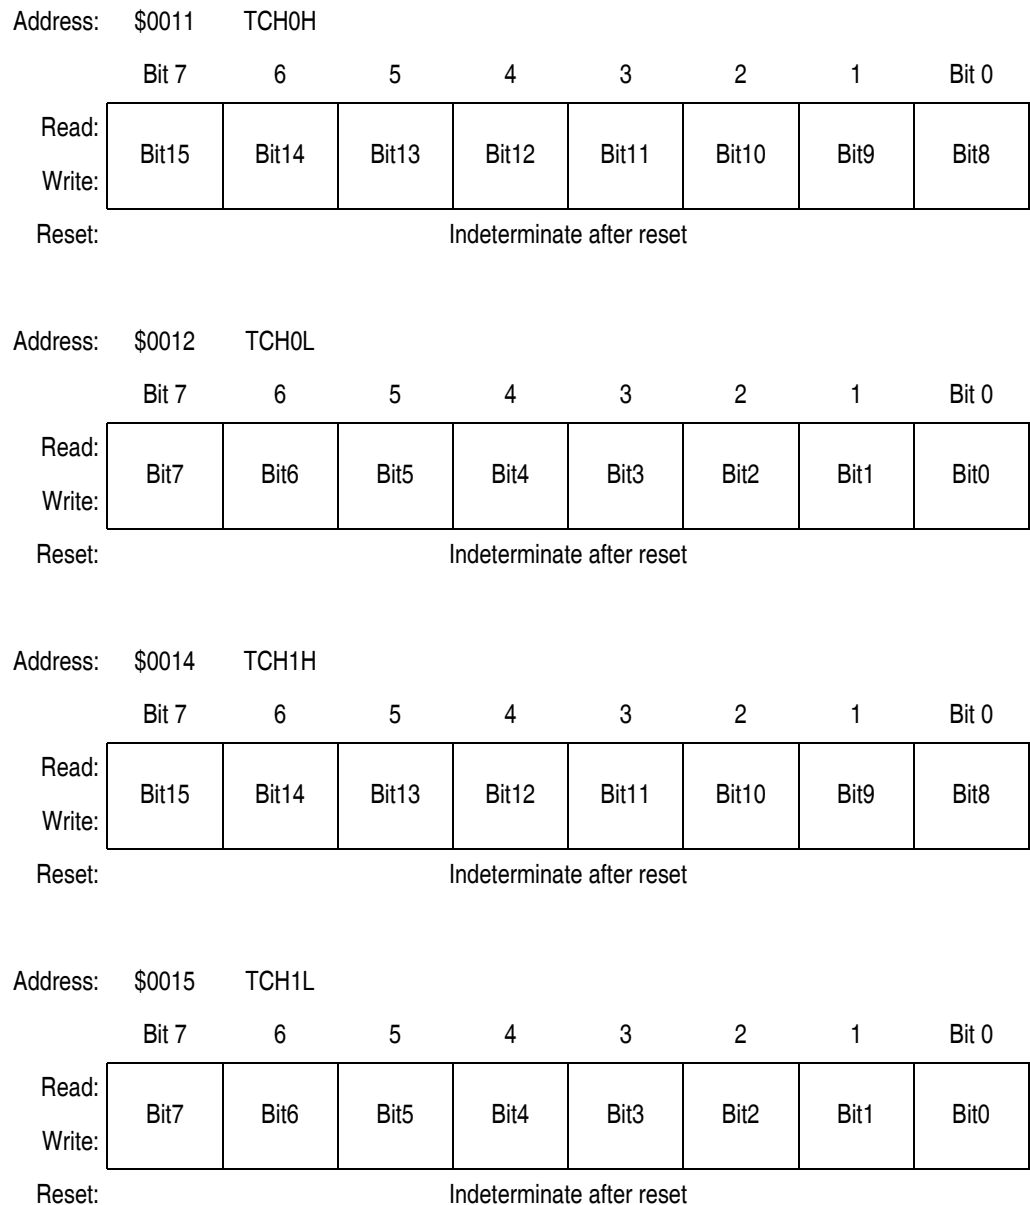 Address: $0011 TCH0H
Bit 7 6 5 4 3 2 1 Bit 0
Read:
Bit15 Bit14 Bit13 Bit12 Bit11 Bit10 Bit9 Bit8
Write:
Reset: Indeterminate after reset
Address: $0012 TCH0L
Bit 7 6 5 4 3 2 1 Bit 0
Read:
Bit7 Bit6 Bit5 Bit4 Bit3 Bit2 Bit1 Bit0
Write:
Reset: Indeterminate after reset
Address: $0014 TCH1H
Bit 7 6 5 4 3 2 1 Bit 0
Read:
Bit15 Bit14 Bit13 Bit12 Bit11 Bit10 Bit9 Bit8
Write:
Reset: Indeterminate after reset
Address: $0015 TCH1L
Bit 7 6 5 4 3 2 1 Bit 0
Read:
Bit7 Bit6 Bit5 Bit4 Bit3 Bit2 Bit1 Bit0
Write:
Reset: Indeterminate after reset